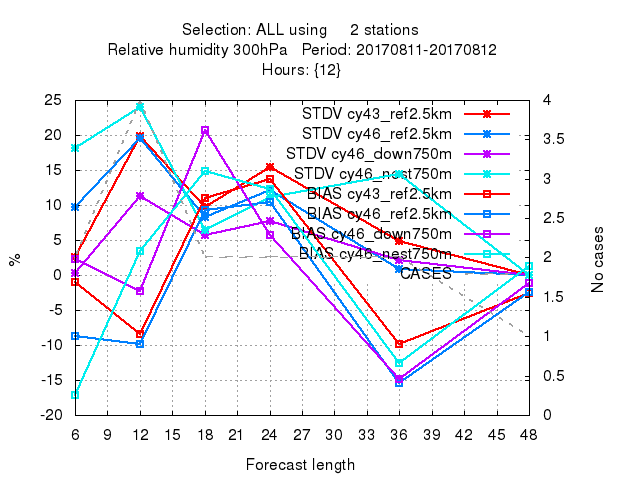 Selection: ALL using     2 stations
Relative humidity 300hPa   Period: 20170811-20170812
Hours: {12}
STDV cy43_ref2.5km
STDV cy46_ref2.5km
STDV cy46_down750m
STDV cy46_nest750m
BIAS cy43_ref2.5km
BIAS cy46_ref2.5km
BIAS cy46_down750m
BIAS cy46_nest750m
CASES
25
20
15
10
5
0
-5
-10
-15
-20
%
4
3.5
3
2.5
2
1.5
1
0.5
0
No cases
6 9 12 15 18 21 24 27 30 33 36 39 42 45 48
Forecast length